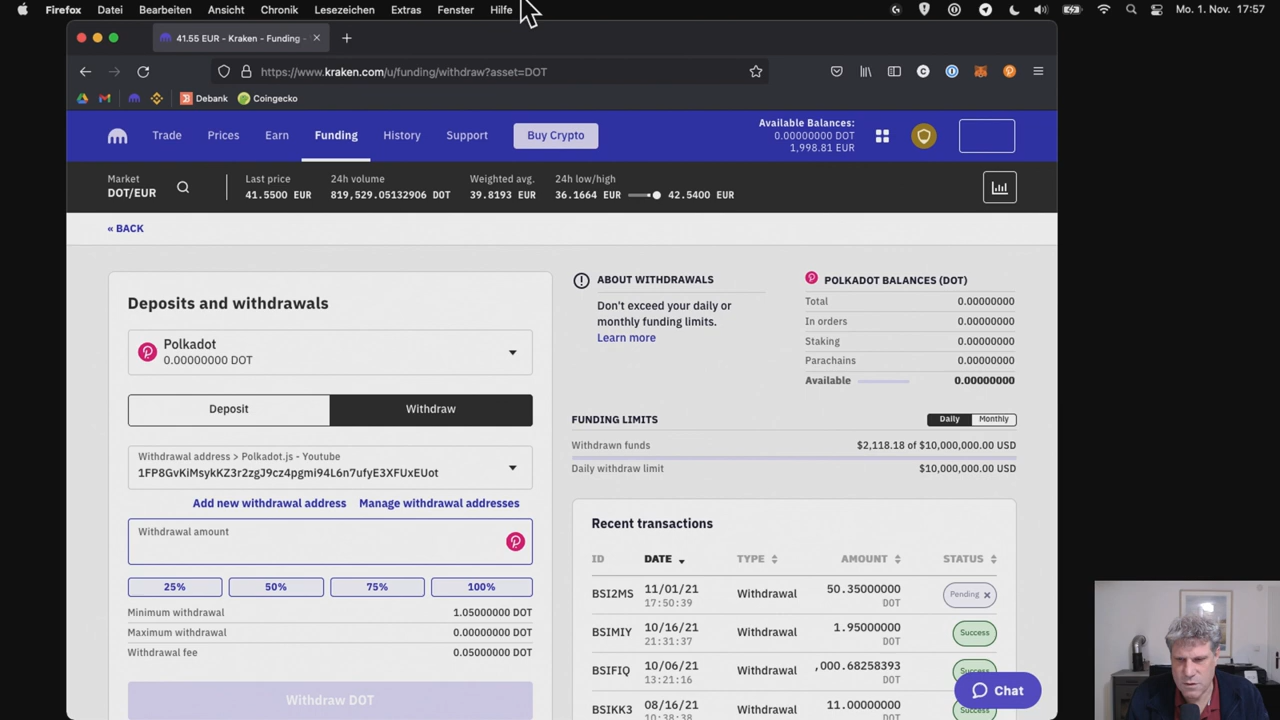 Firefox Datei Bearbeiten Ansicht Chronik Lesezeichen Extras Fenster Hilfe Mo. 1. Nov. 17:57
41.55 EUR - Kraken - Funding -
https://www.kraken.com/u/funding/withdraw?asset=DOT
Debank Coingecko
Trade Prices Earn Funding History Support Buy Crypto
Available Balances:
0.00000000 DOT
1,998.81 EUR
Market
DOT/EUR
Last price
41.5500 EUR
24h volume
819,529.05132906 DOT
Weighted avg.
39.8193 EUR
24h low/high
36.1664 EUR 42.5400 EUR
« BACK
Deposits and withdrawals
Polkadot
0.00000000 DOT
Deposit Withdraw
Withdrawal address > Polkadot.js - Youtube
1FP8GvKiMsykKZ3r2zgJ9cz4pgmi94L6n7ufyE3XFUxEUot
Add new withdrawal address Manage withdrawal addresses
Withdrawal amount
25% 50% 75% 100%
Minimum withdrawal 1.05000000 DOT
Maximum withdrawal 0.00000000 DOT
Withdrawal fee 0.05000000 DOT
Withdraw DOT
ABOUT WITHDRAWALS
Don't exceed your daily or
monthly funding limits.
Learn more
POLKADOT BALANCES (DOT)
Total 0.00000000
In orders 0.00000000
Staking 0.00000000
Parachains 0.00000000
Available 0.00000000
FUNDING LIMITS Daily Monthly
Withdrawn funds $2,118.18 of $10,000,000.00 USD
Daily withdraw limit $10,000,000.00 USD
Recent transactions
ID DATE TYPE AMOUNT STATUS
BSI2MS 11/01/21 17:50:39 Withdrawal 50.35000000 DOT Pending ×
BSIMIY 10/16/21 21:31:37 Withdrawal 1.95000000 DOT Success
BSIFIQ 10/06/21 13:21:16 Withdrawal ,000.68258393 DOT Success
BSIKK3 08/16/21 10:38:38 Withdrawal 11.00000000 DOT Success
Chat